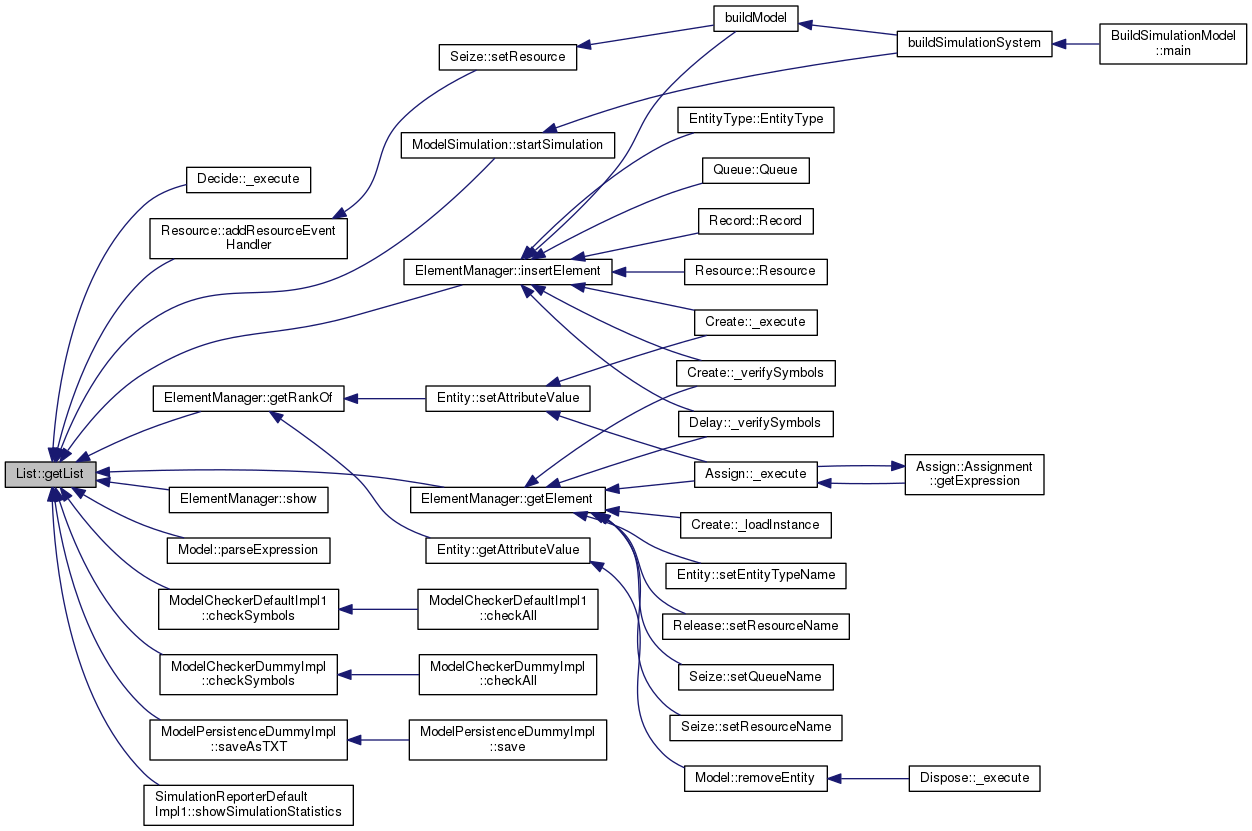 List::getList
Decide::_execute
Resource::addResourceEvent
Handler
Seize::setResource
buildModel
buildSimulationSystem
BuildSimulationModel
::main
ModelSimulation::startSimulation
ElementManager::insertElement
EntityType::EntityType
Queue::Queue
Record::Record
Resource::Resource
Create::_execute
Create::_verifySymbols
Delay::_verifySymbols
ElementManager::getRankOf
Entity::setAttributeValue
Assign::_execute
Assign::Assignment
::getExpression
Entity::getAttributeValue
Model::removeEntity
Dispose::_execute
ElementManager::getElement
Create::_loadInstance
Entity::setEntityTypeName
Release::setResourceName
Seize::setQueueName
Seize::setResourceName
ElementManager::show
Model::parseExpression
ModelCheckerDefaultImpl1
::checkSymbols
ModelCheckerDefaultImpl1
::checkAll
ModelCheckerDummyImpl
::checkSymbols
ModelCheckerDummyImpl
::checkAll
ModelPersistenceDummyImpl
::saveAsTXT
ModelPersistenceDummyImpl
::save
SimulationReporterDefault
Impl1::showSimulationStatistics